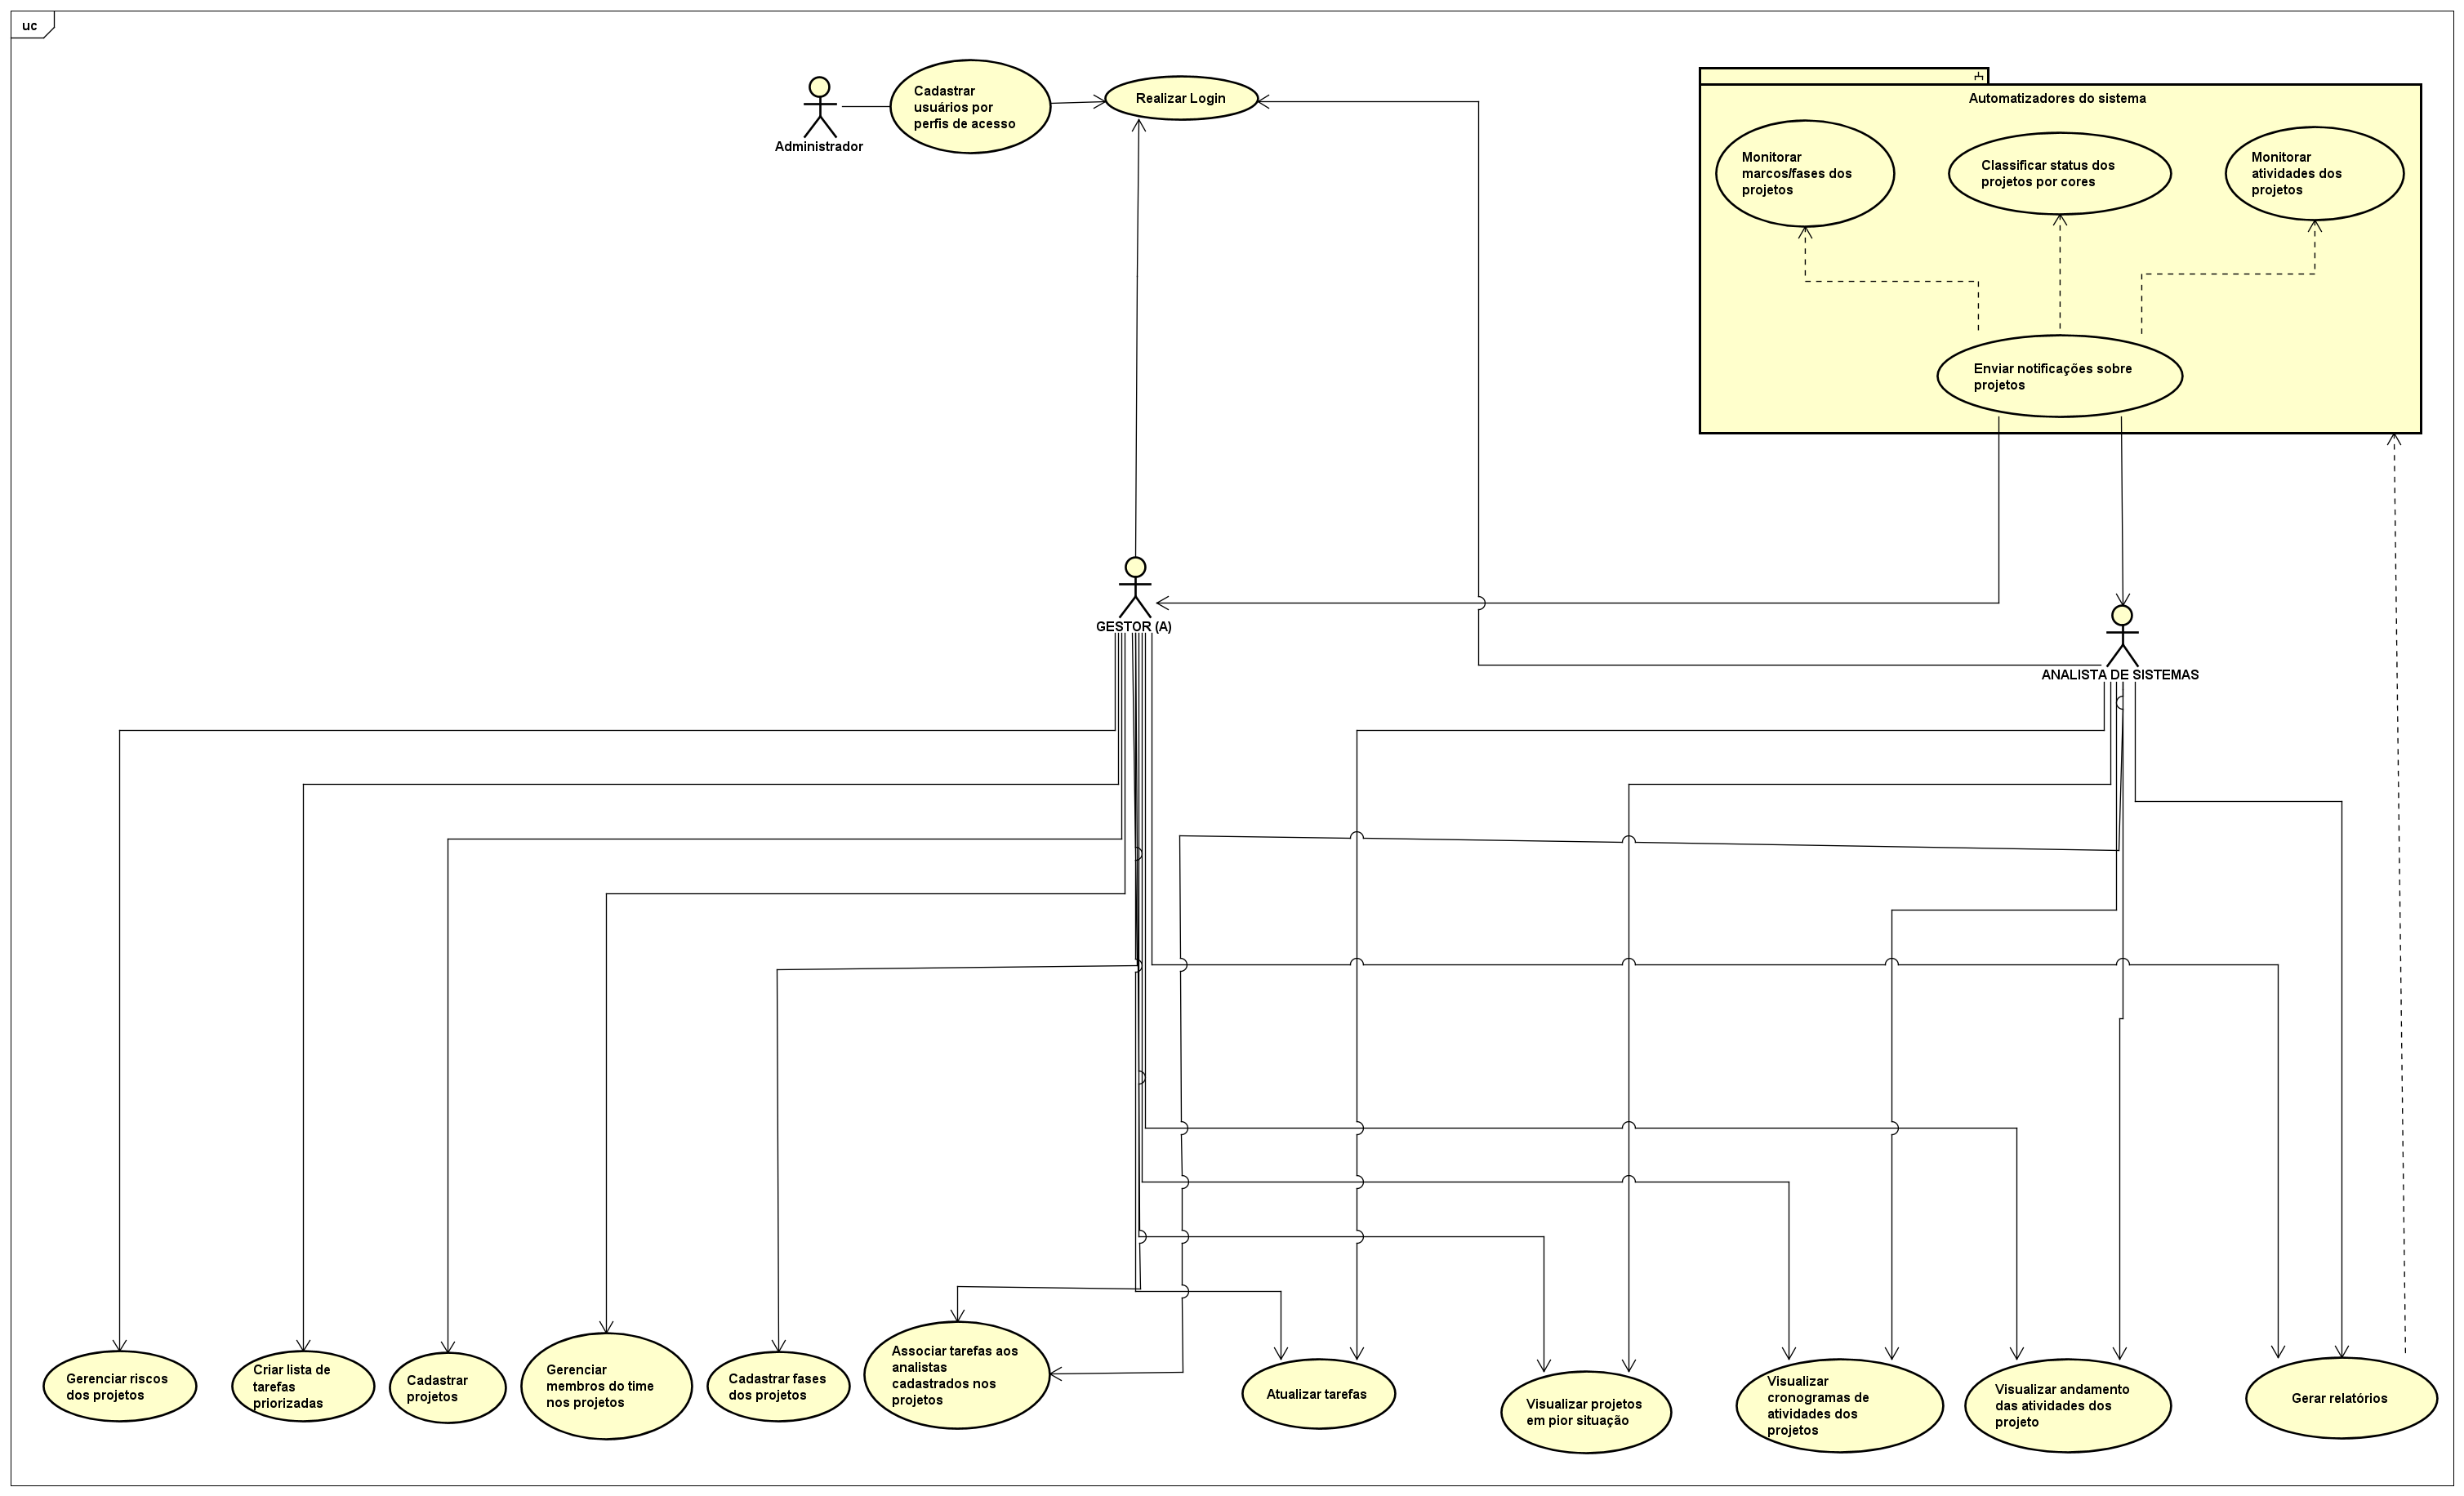 uc
Cadastrar
usuários por
perfis de acesso
Realizar Login
Administrador
Automatizadores do sistema
Monitorar
marcos/fases dos
projetos
Classificar status dos
projetos por cores
Monitorar
atividades dos
projetos
Enviar notificações sobre
projetos
GESTOR (A)
ANALISTA DE SISTEMAS
Gerenciar riscos
dos projetos
Criar lista de
tarefas
priorizadas
Cadastrar
projetos
Gerenciar
membros do time
nos projetos
Cadastrar fases
dos projetos
Associar tarefas aos
analistas
cadastrados nos
projetos
Atualizar tarefas
Visualizar projetos
em pior situação
Visualizar
cronogramas de
atividades dos
projetos
Visualizar andamento
das atividades dos
projeto
Gerar relatórios